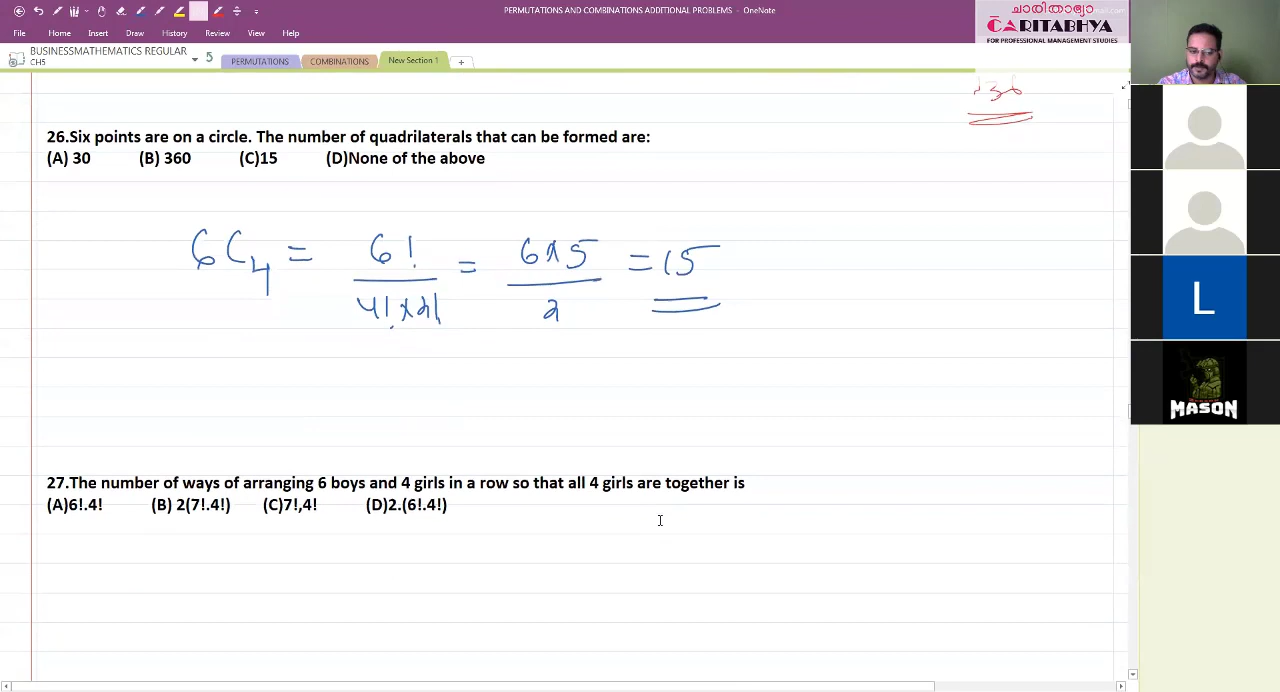 PERMUTATIONS AND COMBINATIONS ADDITIONAL PROBLEMS - OneNote
ചാരിതാഭ്യാ
CARITABHYA
FOR PROFESSIONAL MANAGEMENT STUDIES
File Home Insert Draw History Review View Help
BUSINESSMATHEMATICS REGULAR
CH5
5
PERMUTATIONS COMBINATIONS New Section 1
26.Six points are on a circle. The number of quadrilaterals that can be formed are:
(A) 30 (B) 360 (C)15 (D)None of the above
6C4 = 6! / 4!×2! = 6×5 / 2 = 15
27.The number of ways of arranging 6 boys and 4 girls in a row so that all 4 girls are together is
(A)6!.4! (B) 2(7!.4!) (C)7!,4! (D)2.(6!.4!)
L
MASON